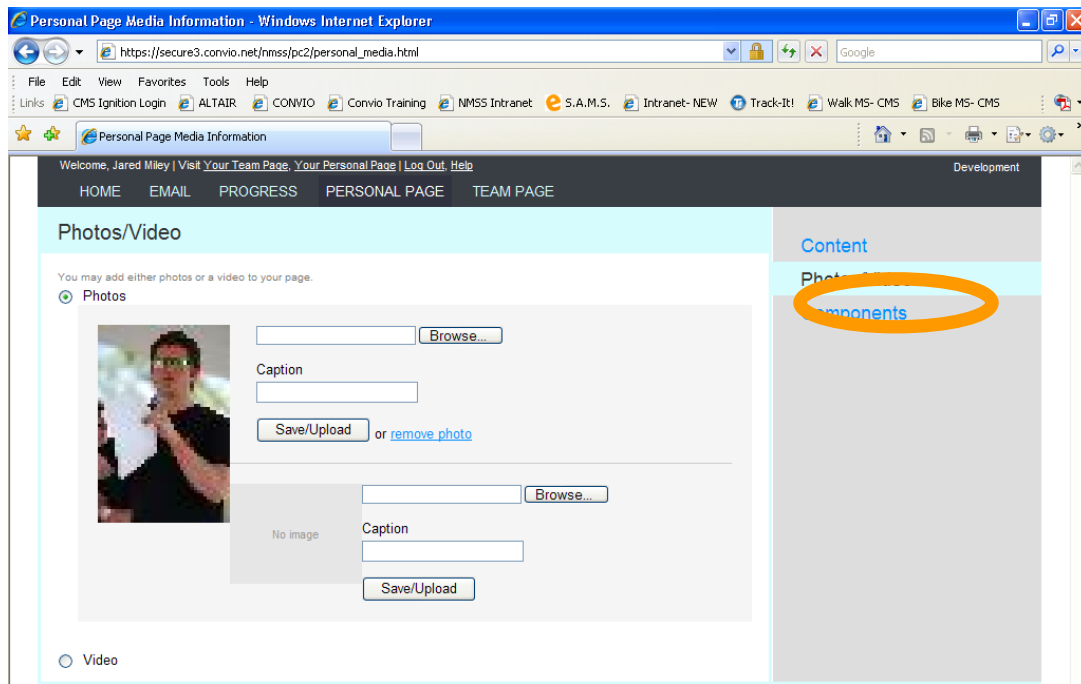 Personal Page Media Information - Windows Internet Explorer
https://secure3.convio.net/nmss/pc2/personal_media.html
Google
File Edit View Favorites Tools Help
Links CMS Ignition Login ALTAIR CONVIO Convio Training NMSS Intranet S.A.M.S. Intranet- NEW Track-It! Walk MS- CMS Bike MS- CMS
Personal Page Media Information
Welcome, Jared Miley | Visit Your Team Page, Your Personal Page | Log Out, Help
Development
HOME EMAIL PROGRESS PERSONAL PAGE TEAM PAGE
Photos/Video
Content
Photos/Video
Components
You may add either photos or a video to your page.
Photos
Browse...
Caption
Save/Upload or remove photo
Browse...
No image
Caption
Save/Upload
Video